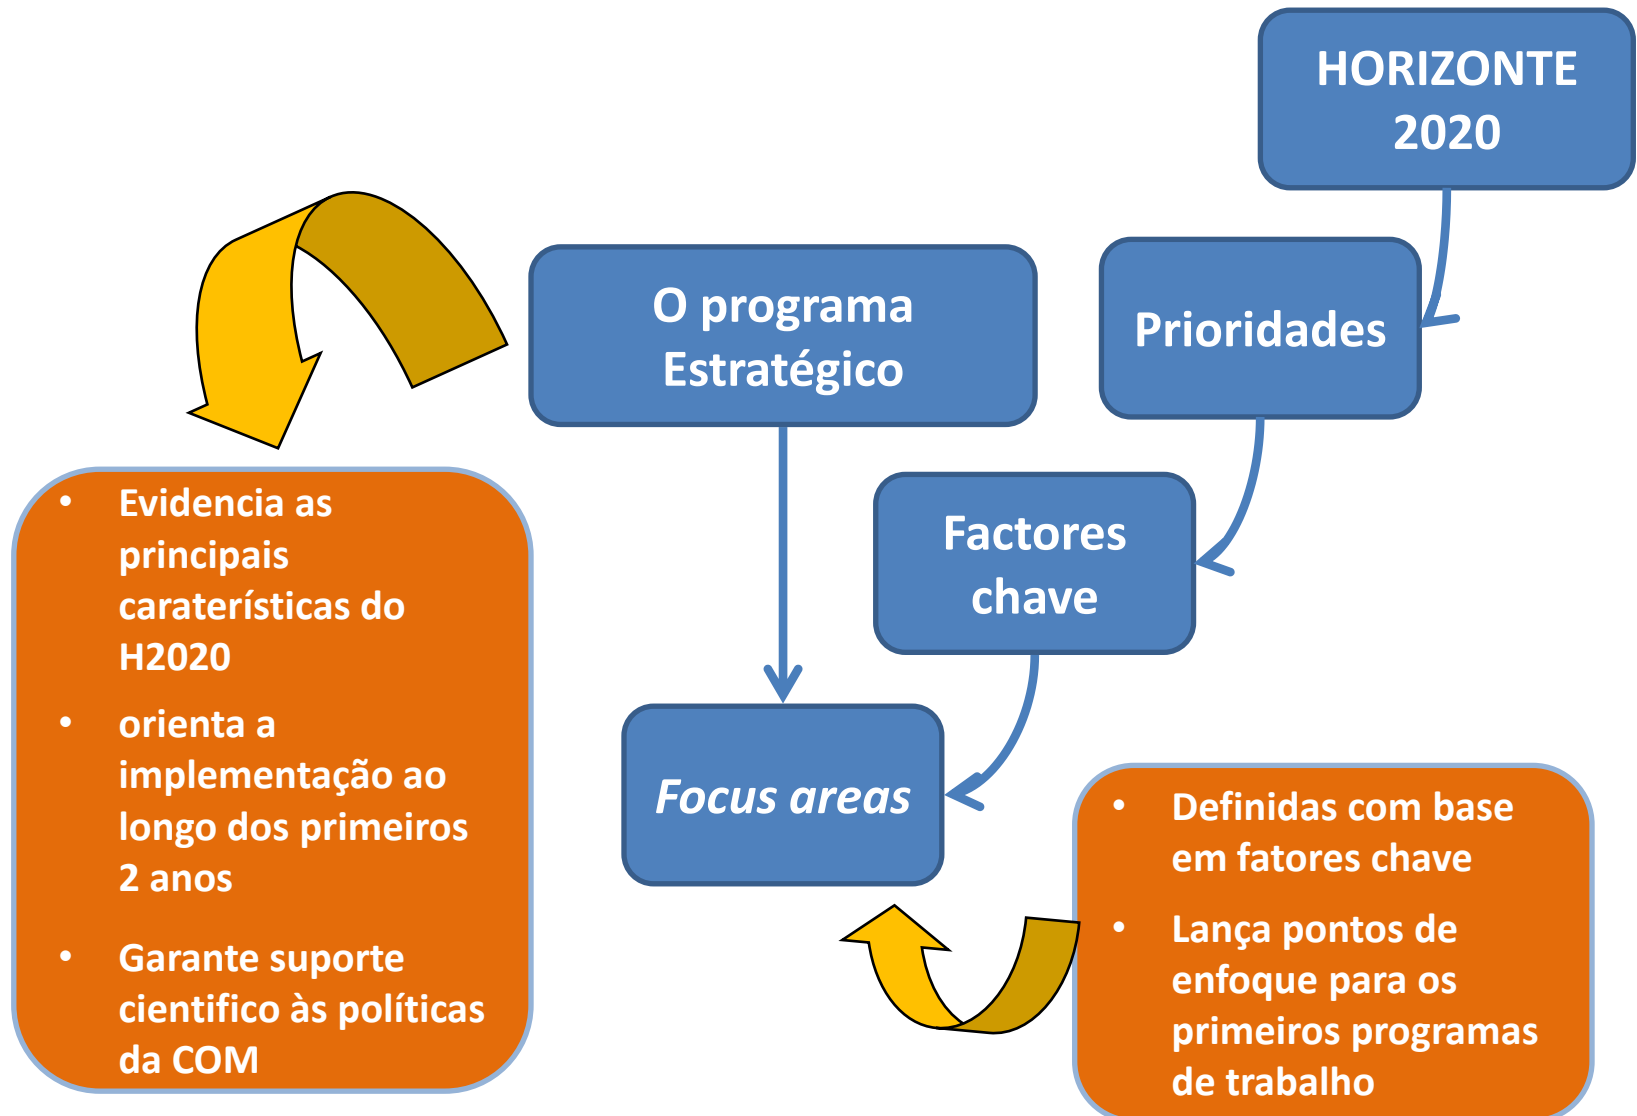 HORIZONTE
2020
O programa
Estratégico
Prioridades
Factores
chave
Focus areas
• Evidencia as
principais
caraterísticas do
H2020
• orienta a
implementação ao
longo dos primeiros
2 anos
• Garante suporte
cientifico às políticas
da COM
• Definidas com base
em fatores chave
• Lança pontos de
enfoque para os
primeiros programas
de trabalho